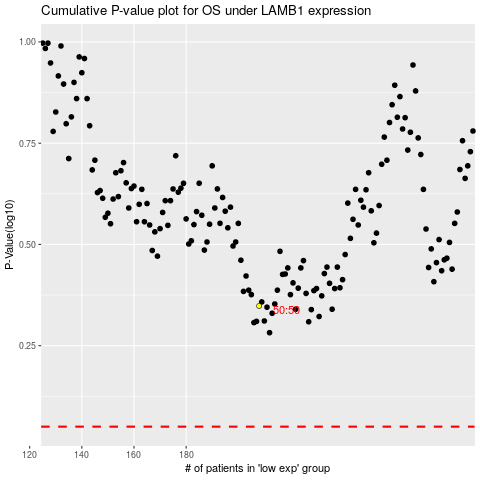 Cumulative P-value plot for OS under LAMB1 expression
1.00
0.75
0.50
0.25
P-Value(log10)
50:50
120 140 160 180
# of patients in 'low exp' group